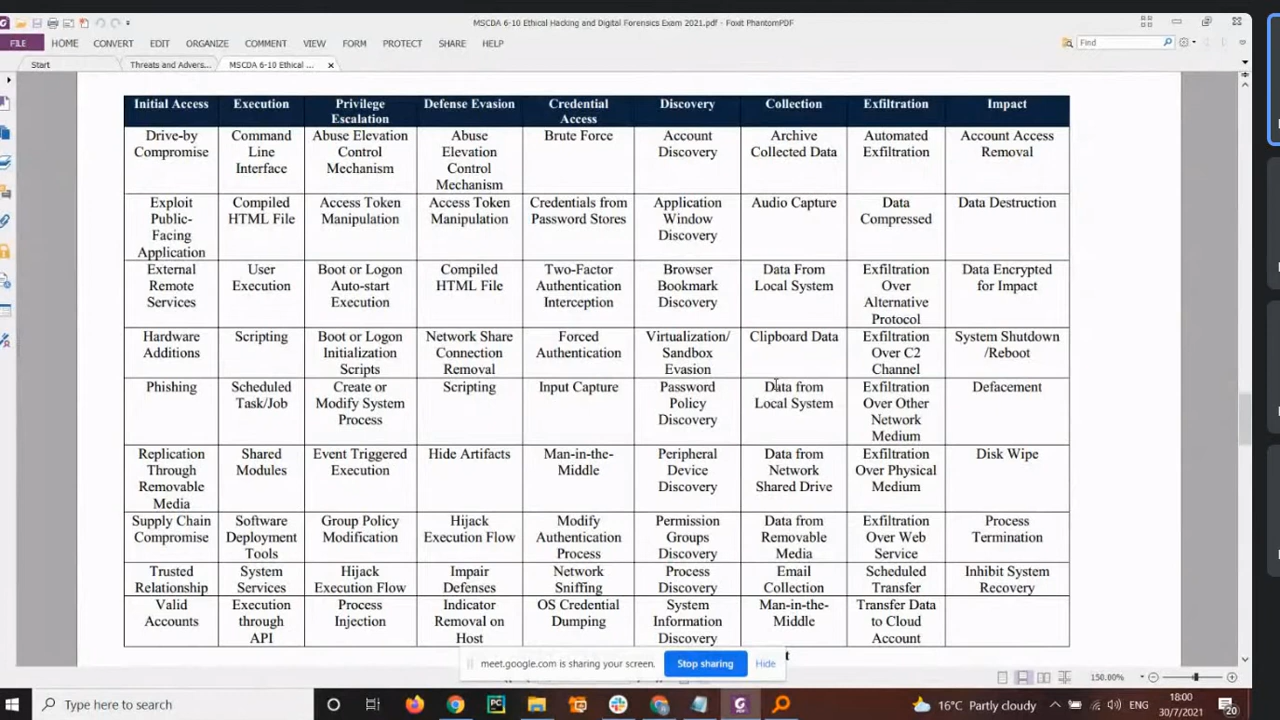 MSCDA 6-10 Ethical Hacking and Digital Forensics Exam 2021.pdf - Foxit PhantomPDF
FILE HOME CONVERT EDIT ORGANIZE COMMENT VIEW FORM PROTECT SHARE HELP
Find
Start Threats and Advers... MSCDA 6-10 Ethical ...
Initial Access Execution Privilege Defense Evasion Credential Discovery Collection Exfiltration Impact
Escalation Access
Drive-by Command Abuse Elevation Abuse Brute Force Account Archive Automated Account Access
Compromise Line Control Elevation Discovery Collected Data Exfiltration Removal
Interface Mechanism Control
Mechanism
Exploit Compiled Access Token Access Token Credentials from Application Audio Capture Data Data Destruction
Public- HTML File Manipulation Manipulation Password Stores Window Compressed
Facing Discovery
Application
External User Boot or Logon Compiled Two-Factor Browser Data From Exfiltration Data Encrypted
Remote Execution Auto-start HTML File Authentication Bookmark Local System Over for Impact
Services Execution Interception Discovery Alternative
Protocol
Hardware Scripting Boot or Logon Network Share Forced Virtualization/ Clipboard Data Exfiltration System Shutdown
Additions Initialization Connection Authentication Sandbox Over C2 /Reboot
Scripts Removal Evasion Channel
Phishing Scheduled Create or Scripting Input Capture Password Data from Exfiltration Defacement
Task/Job Modify System Policy Local System Over Other
Process Discovery Network
Medium
Replication Shared Event Triggered Hide Artifacts Man-in-the- Peripheral Data from Exfiltration Disk Wipe
Through Modules Execution Middle Device Network Over Physical
Removable Discovery Shared Drive Medium
Media
Supply Chain Software Group Policy Hijack Modify Permission Data from Exfiltration Process
Compromise Deployment Modification Execution Flow Authentication Groups Removable Over Web Termination
Tools Process Discovery Media Service
Trusted System Hijack Impair Network Process Email Scheduled Inhibit System
Relationship Services Execution Flow Defenses Sniffing Discovery Collection Transfer Recovery
Valid Execution Process Indicator OS Credential System Man-in-the- Transfer Data
Accounts through Injection Removal on Dumping Information Middle to Cloud
API Host Discovery Account
meet.google.com is sharing your screen. Stop sharing Hide
150.00%
Type here to search
16°C Partly cloudy
ENG
18:00
30/7/2021
20